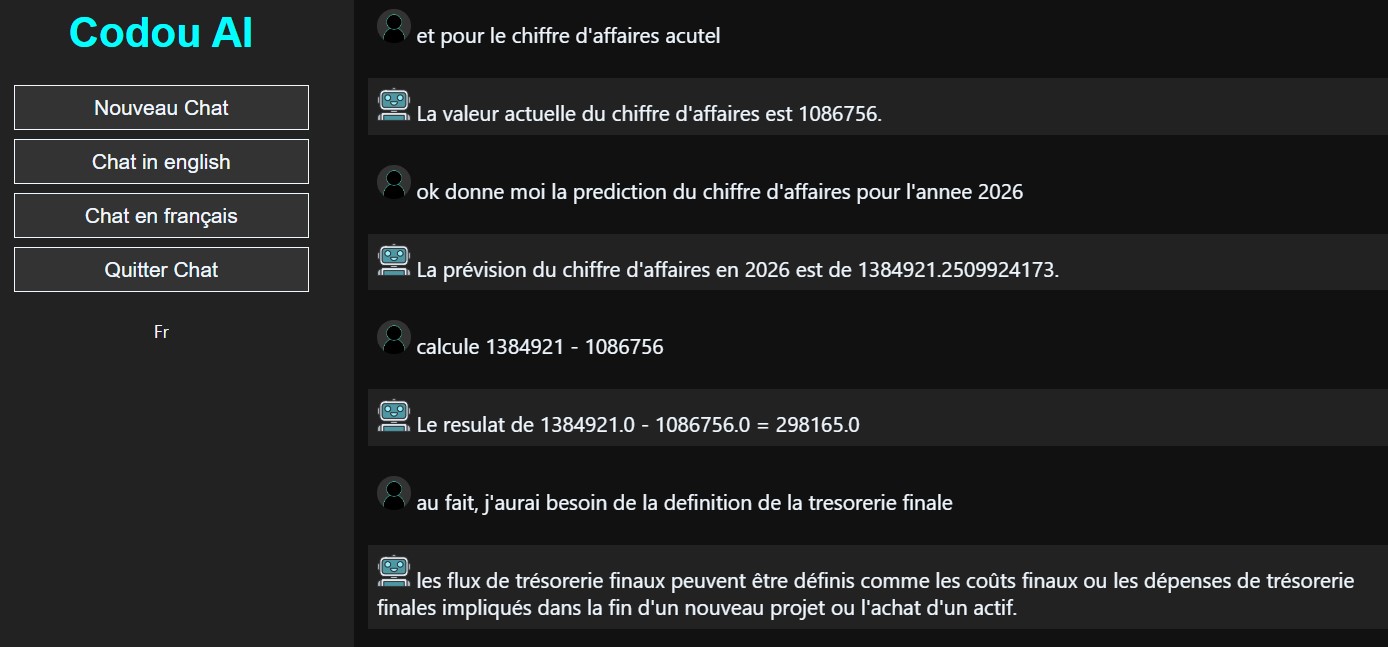 Codou AI
Nouveau Chat
Chat in english
Chat en français
Quitter Chat
Fr
et pour le chiffre d'affaires acutel
La valeur actuelle du chiffre d'affaires est 1086756.
ok donne moi la prediction du chiffre d'affaires pour l'annee 2026
La prévision du chiffre d'affaires en 2026 est de 1384921.2509924173.
calcule 1384921 - 1086756
Le resulat de 1384921.0 - 1086756.0 = 298165.0
au fait, j'aurai besoin de la definition de la tresorerie finale
les flux de trésorerie finaux peuvent être définis comme les coûts finaux ou les dépenses de trésorerie
finales impliqués dans la fin d'un nouveau projet ou l'achat d'un actif.